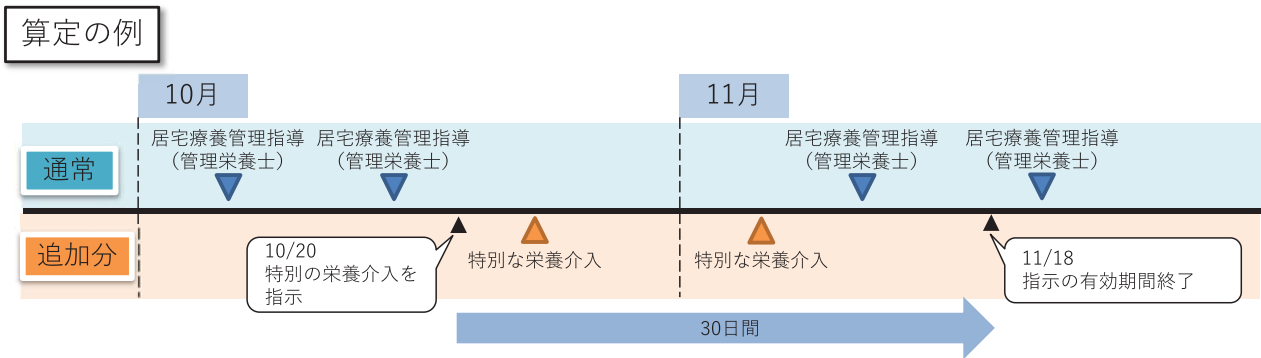 算定の例
10月
11月
居宅療養管理指導
（管理栄養士）
居宅療養管理指導
（管理栄養士）
居宅療養管理指導
（管理栄養士）
居宅療養管理指導
（管理栄養士）
通常
追加分
10/20
特別の栄養介入を
指示
特別な栄養介入
特別な栄養介入
11/18
指示の有効期間終了
30日間